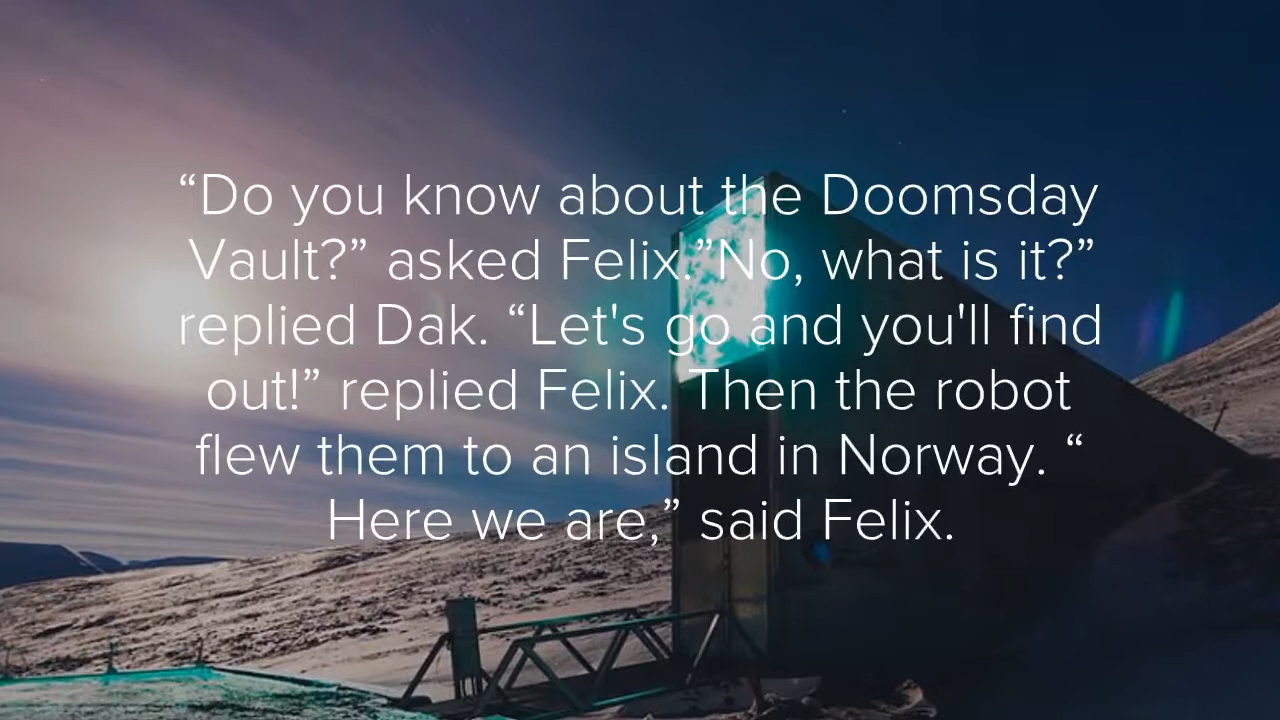 “Do you know about the Doomsday
Vault?” asked Felix.”No, what is it?”
replied Dak. “Let's go and you'll find
out!” replied Felix. Then the robot
flew them to an island in Norway. “
Here we are,” said Felix.